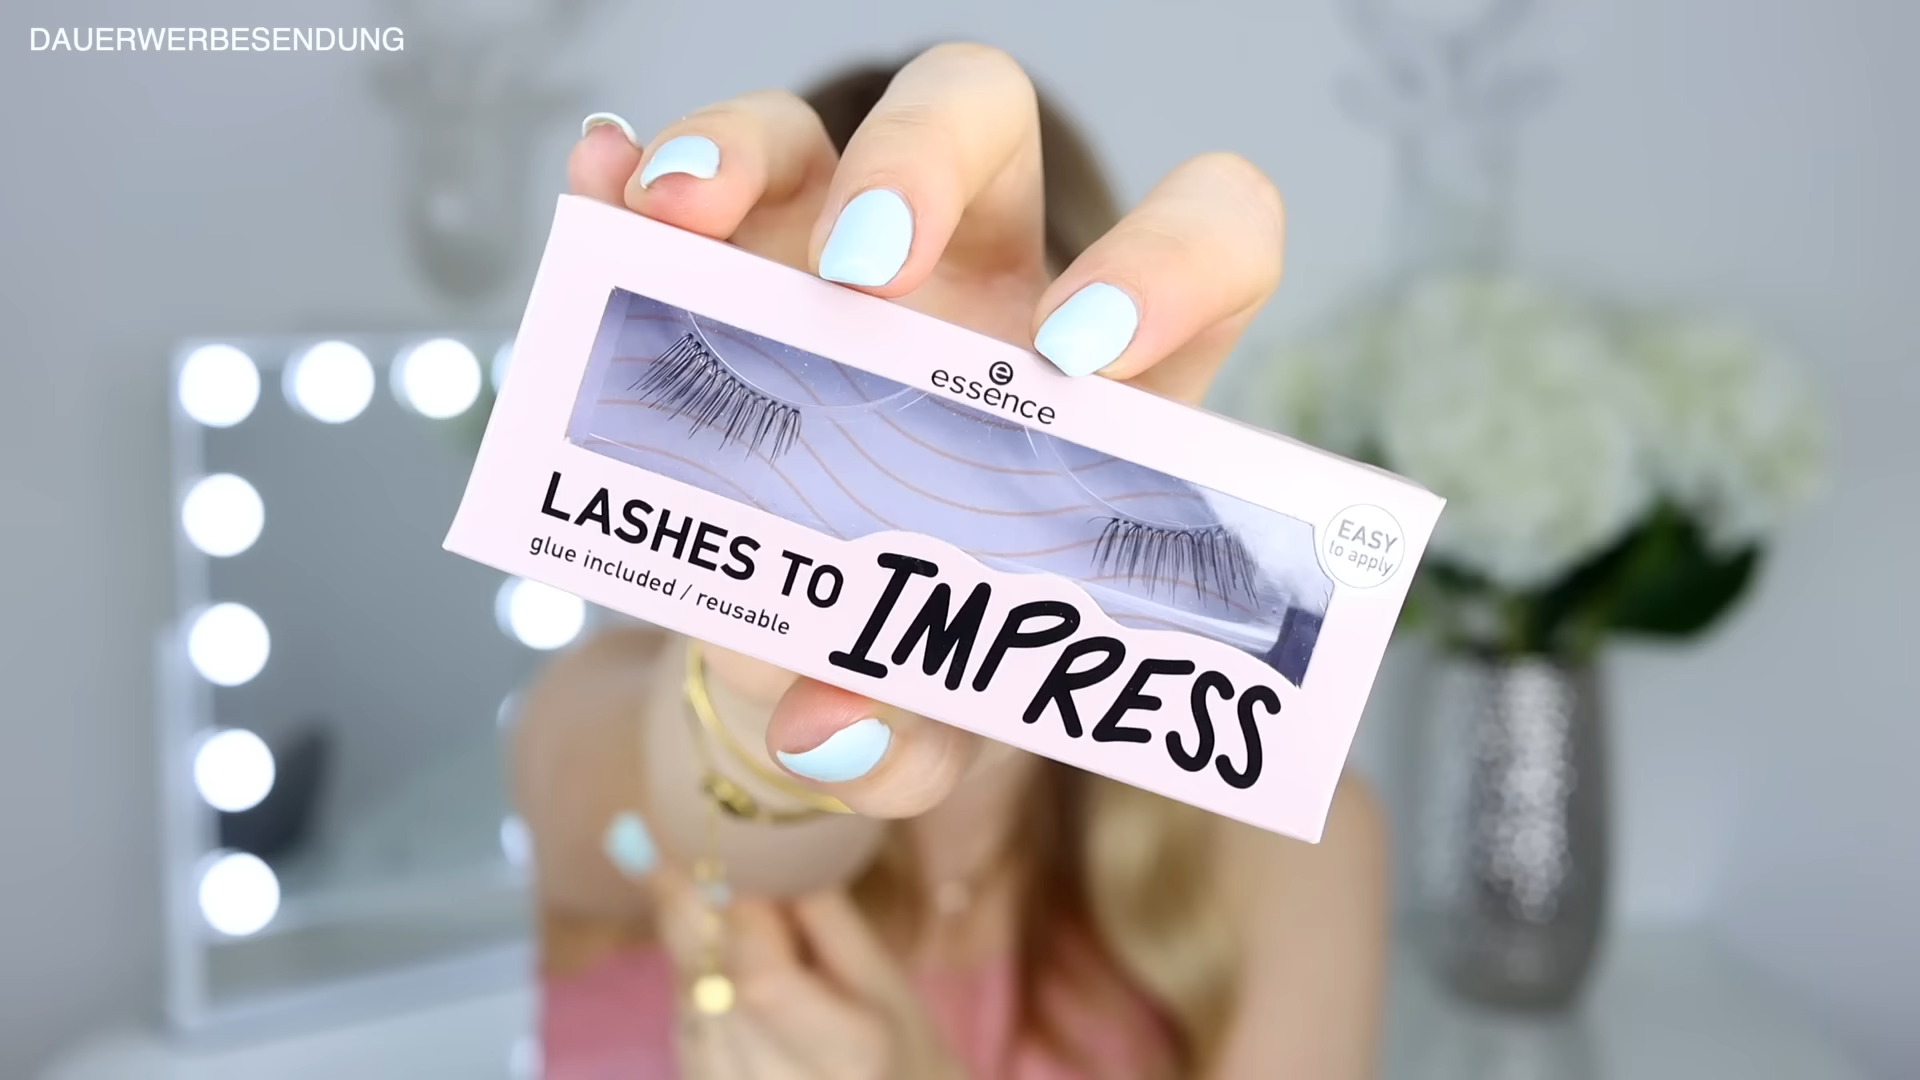 DAUERWERBESENDUNG
e
essence
EASY
to apply
LASHES TO IMPRESS
glue included / reusable